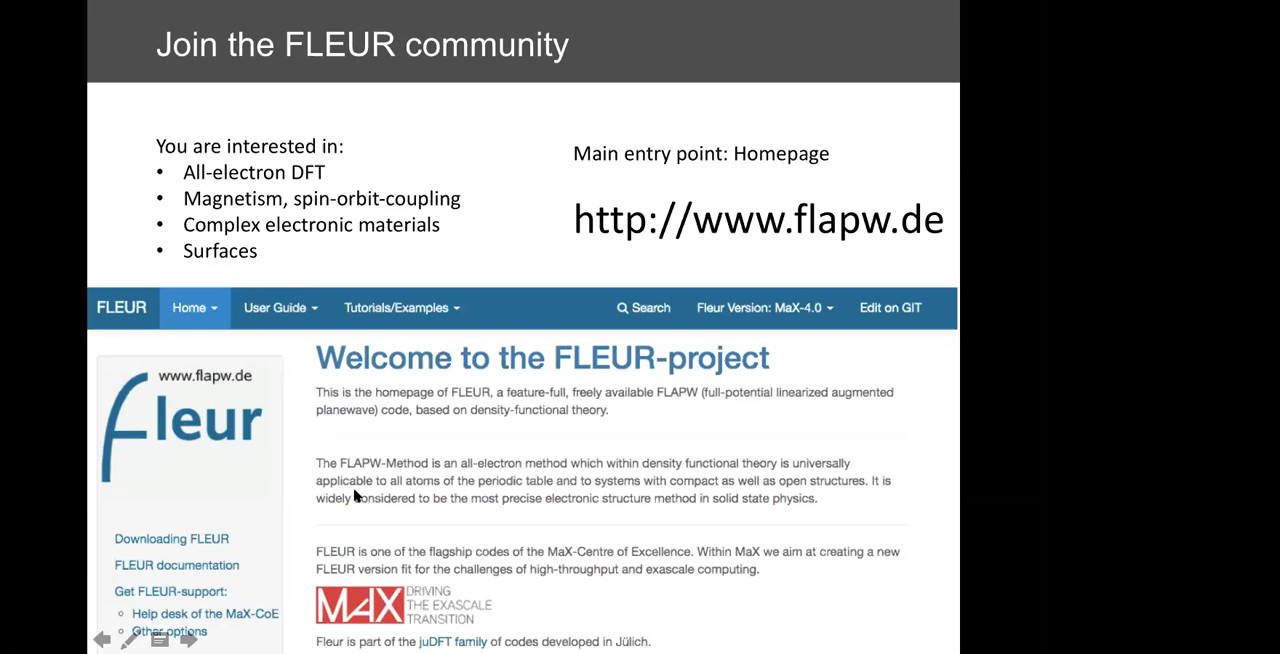 Join the FLEUR community
You are interested in:
• All-electron DFT
• Magnetism, spin-orbit-coupling
• Complex electronic materials
• Surfaces
Main entry point: Homepage
http://www.flapw.de
FLEUR Home User Guide Tutorials/Examples Search Fleur Version: MaX-4.0 Edit on GIT
www.flapw.de
fleur
Downloading FLEUR
FLEUR documentation
Get FLEUR-support:
Help desk of the MaX-CoE
Other options
Welcome to the FLEUR-project
This is the homepage of FLEUR, a feature-full, freely available FLAPW (full-potential linearized augmented
planewave) code, based on density-functional theory.
The FLAPW-Method is an all-electron method which within density functional theory is universally
applicable to all atoms of the periodic table and to systems with compact as well as open structures. It is
widely considered to be the most precise electronic structure method in solid state physics.
FLEUR is one of the flagship codes of the MaX-Centre of Excellence. Within MaX we aim at creating a new
FLEUR version fit for the challenges of high-throughput and exascale computing.
MAX DRIVING
THE EXASCALE
TRANSITION
Fleur is part of the juDFT family of codes developed in Jülich.